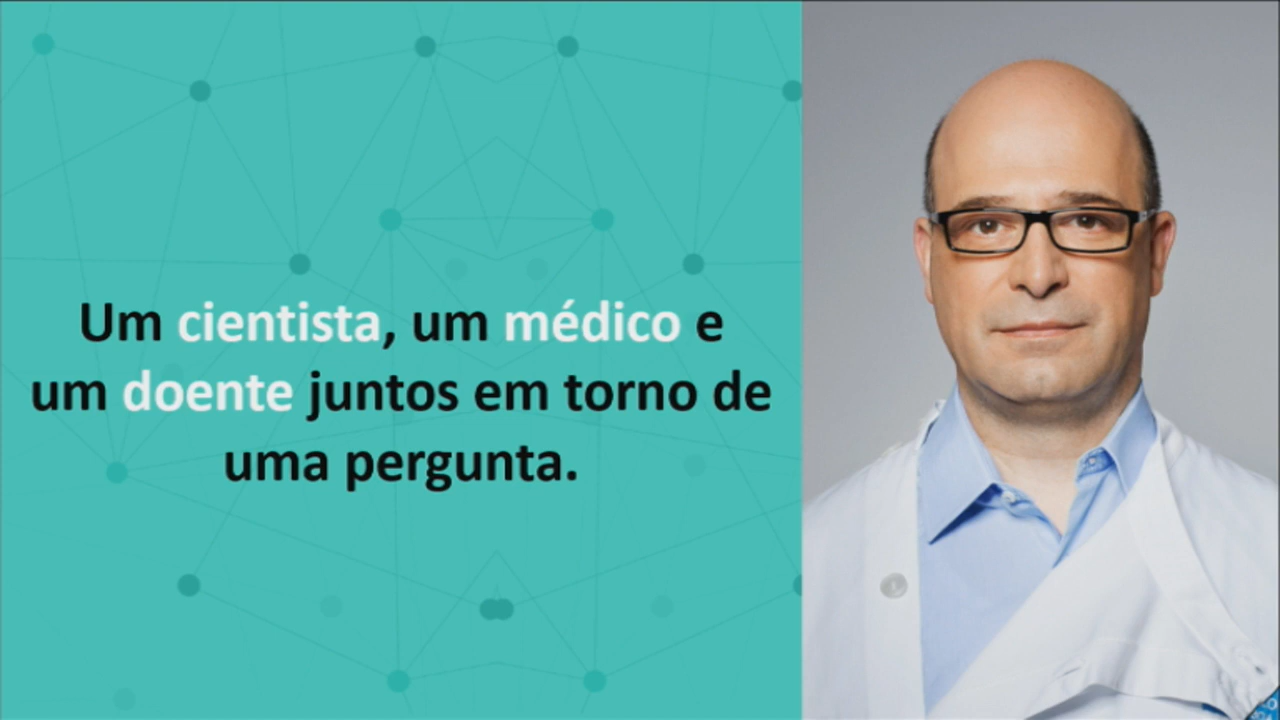 Um cientista, um médico e
um doente juntos em torno de
uma pergunta.